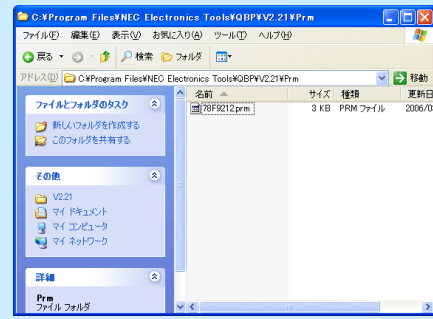 C:¥Program Files¥NEC Electronics Tools¥QBP¥V2.21¥Prm
ファイル(F) 編集(E) 表示(V) お気に入り(A) ツール(T) ヘルプ(H)
戻る 検索 フォルダ
アドレス(D) C:¥Program Files¥NEC Electronics Tools¥QBP¥V2.21¥Prm 移動
ファイルとフォルダのタスク
新しいフォルダを作成する
このフォルダを共有する
その他
V2.21
マイ ドキュメント
マイ コンピュータ
マイ ネットワーク
詳細
Prm
ファイル フォルダ
名前 サイズ 種類 更新日
78F9212.prm 3 KB PRM ファイル 2006/0